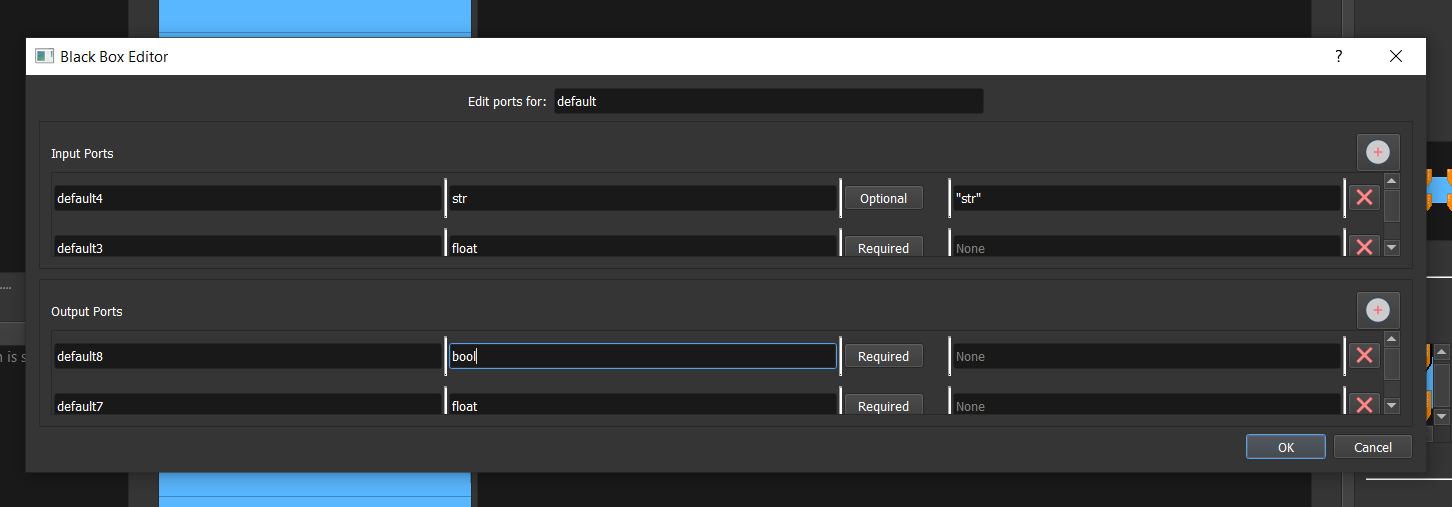 Black Box Editor ?
Edit ports for: default
Input Ports
default4 str Optional "str"
default3 float Required None
Output Ports
default8 bool Required None
default7 float Required None
OK Cancel